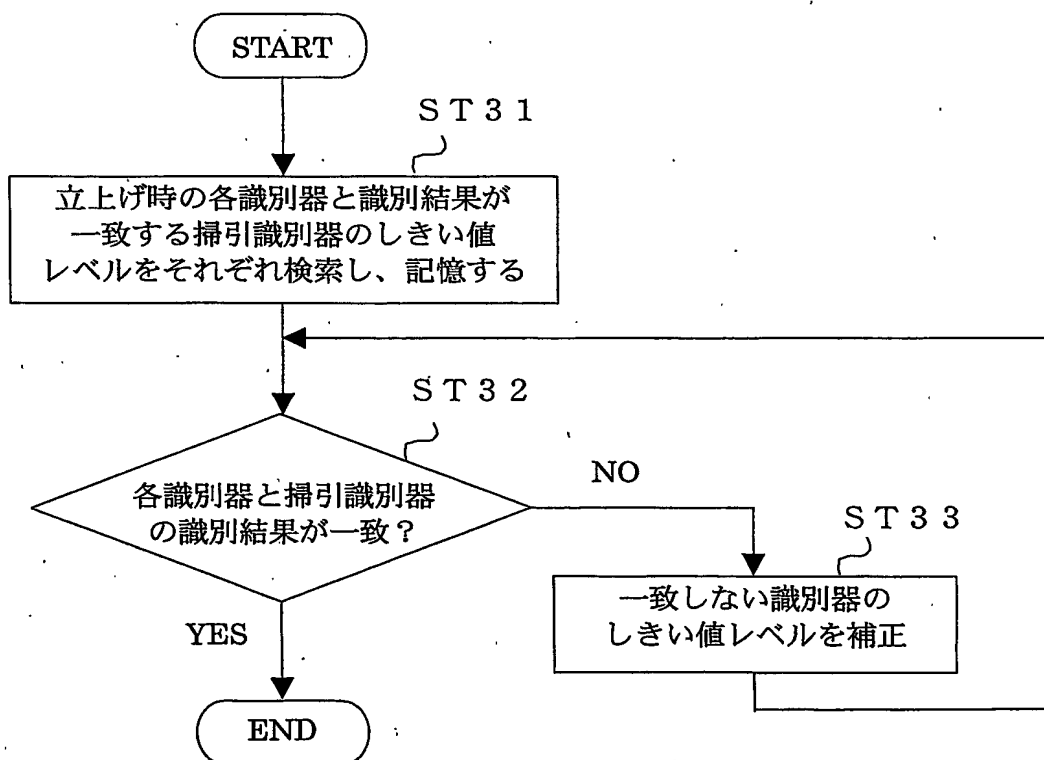 START
ＳＴ３１
立上げ時の各識別器と識別結果が
一致する掃引識別器のしきい値
レベルをそれぞれ検索し、記憶する
ＳＴ３２
各識別器と掃引識別器
の識別結果が一致？
NO
ＳＴ３３
一致しない識別器の
しきい値レベルを補正
YES
END